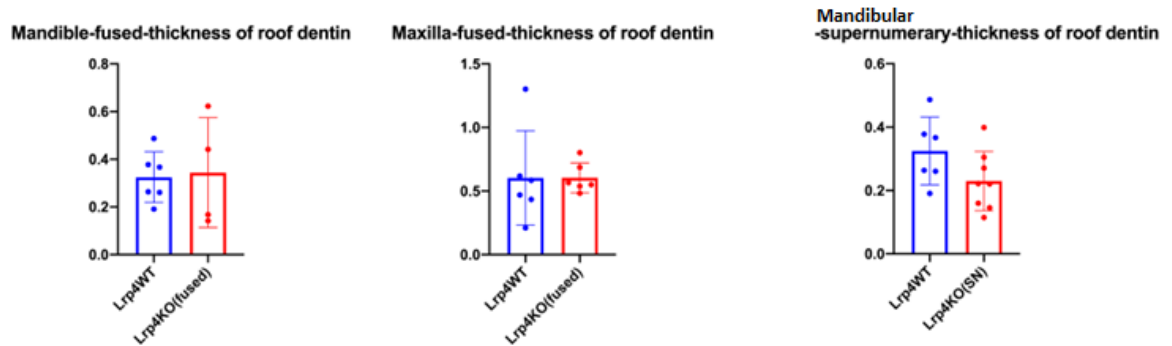 Mandible-fused-thickness of roof dentin
0.8
0.6
0.4
0.2
0.0
Lrp4WT
Lrp4KO(fused)
Maxilla-fused-thickness of roof dentin
1.5
1.0
0.5
0.0
Lrp4WT
Lrp4KO(fused)
Mandibular
-supernumerary-thickness of roof dentin
0.6
0.4
0.2
0.0
Lrp4WT
Lrp4KO(SN)